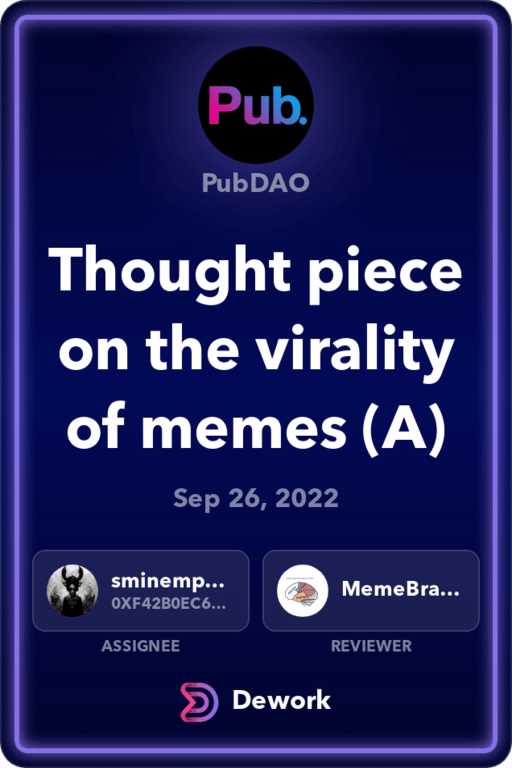 Pub.
PubDAO
Thought piece
on the virality
of memes (A)
Sep 26, 2022
sminemp...
0XF42B0EC6...
MemeBra...
ASSIGNEE
REVIEWER
Dework